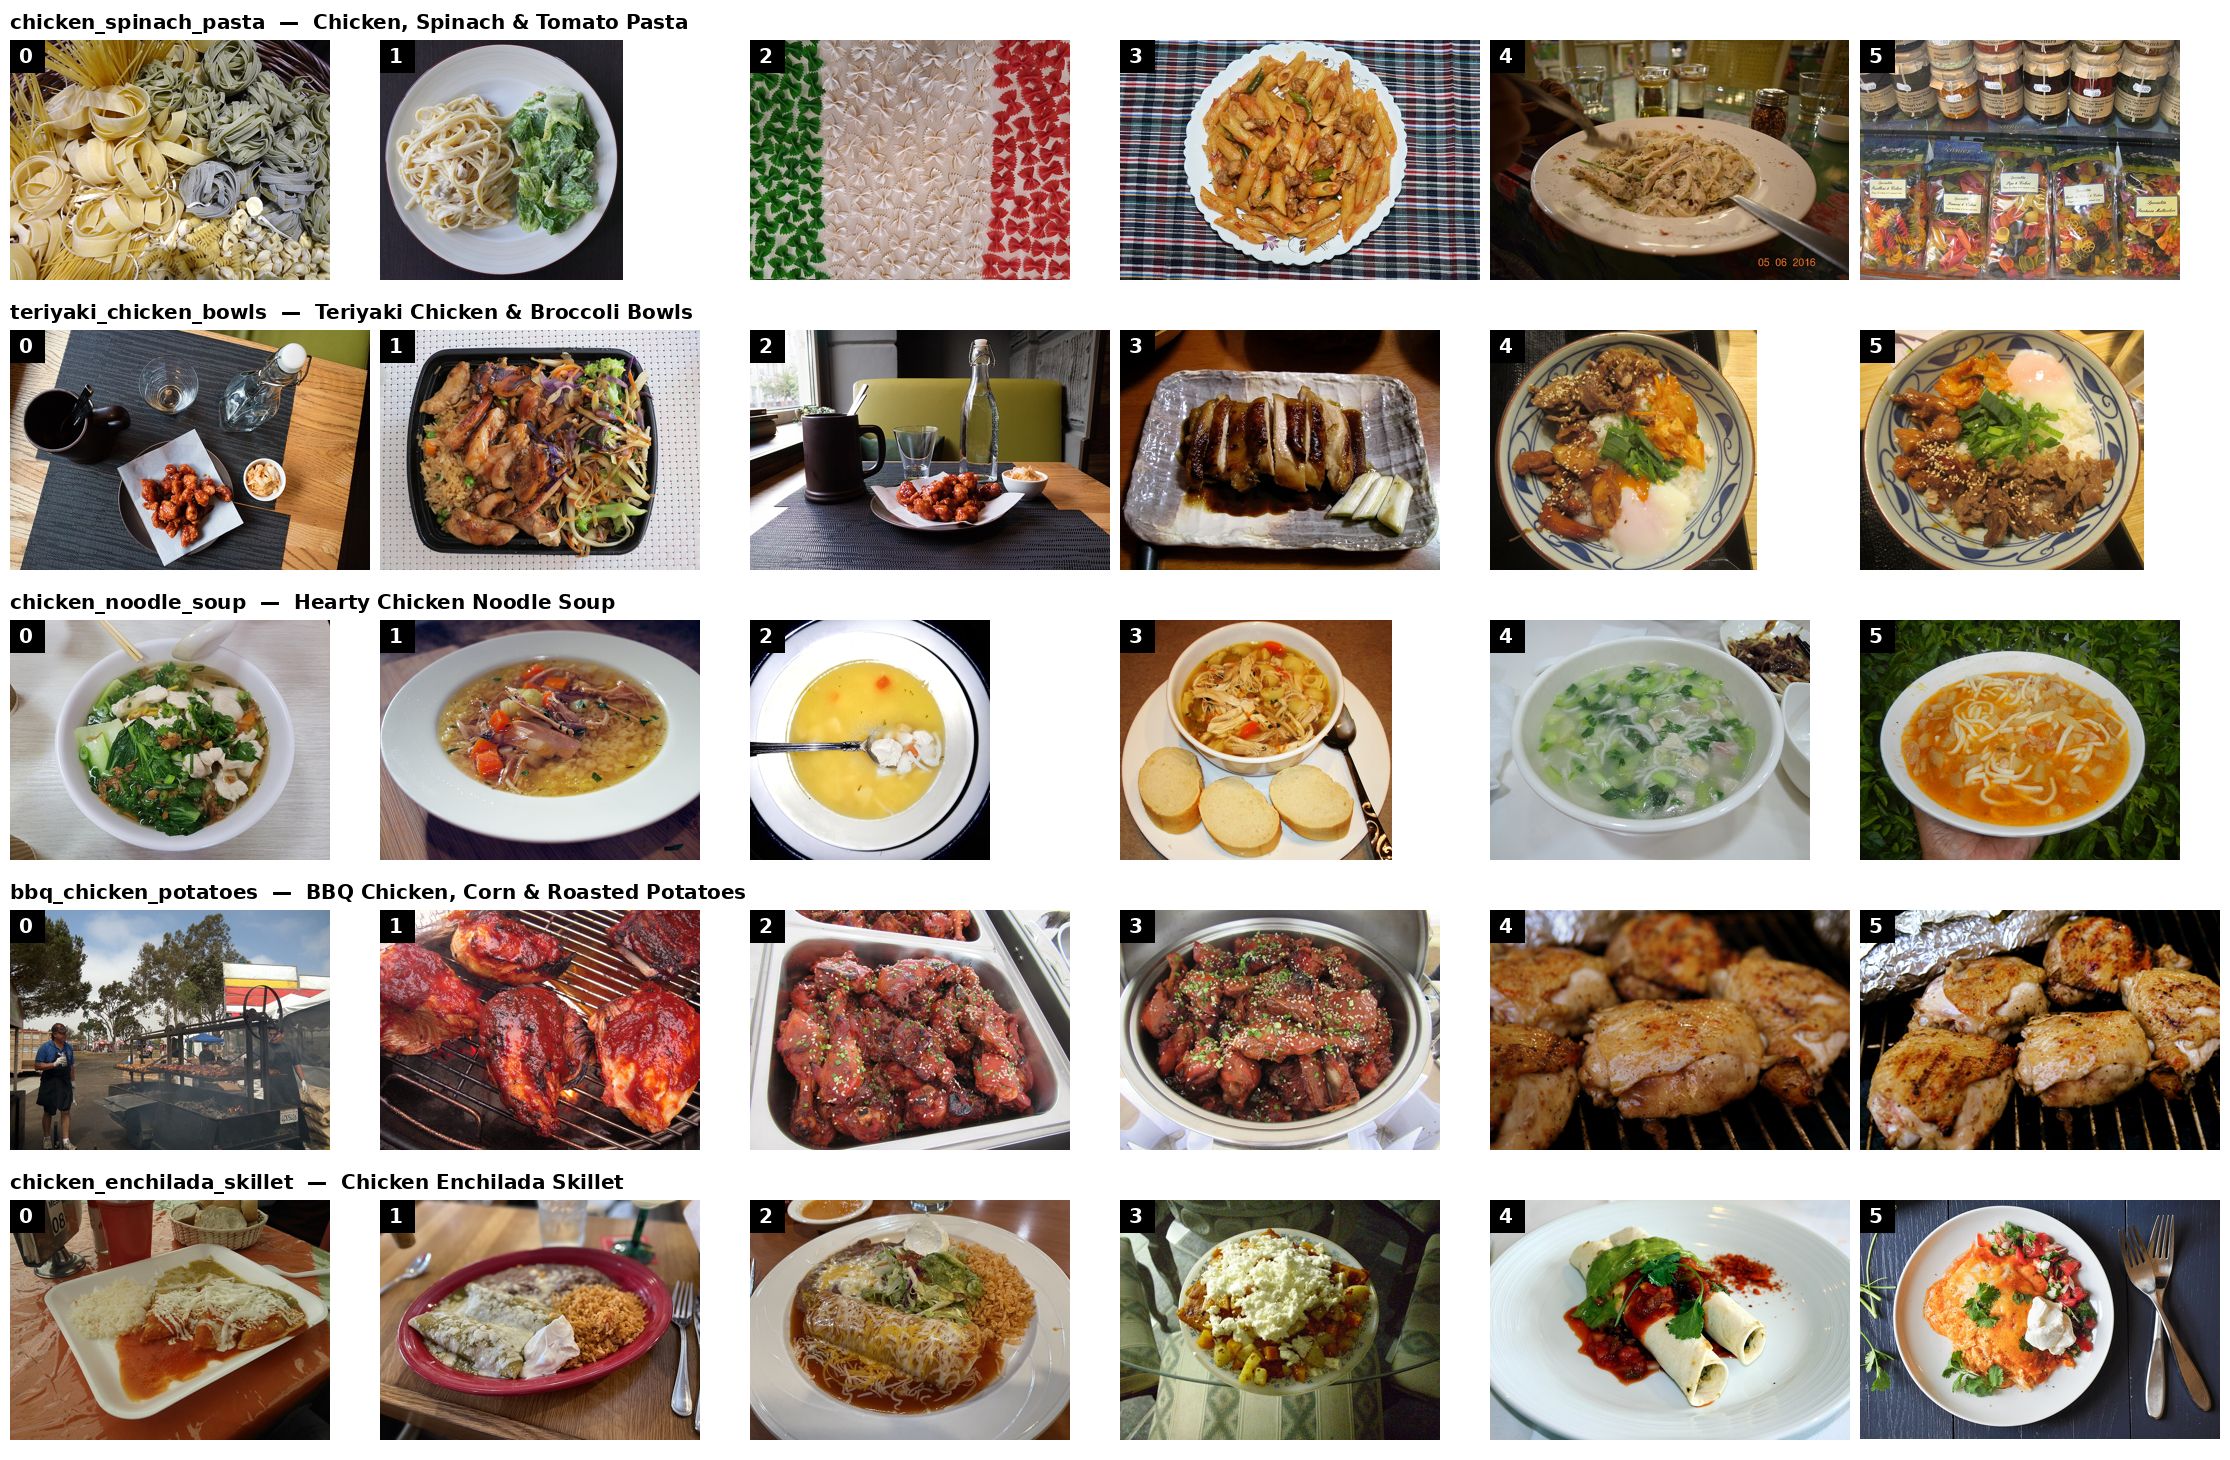 chicken_spinach_pasta — Chicken, Spinach & Tomato Pasta
0 1 2 3 4 5
05 06 2016
teriyaki_chicken_bowls — Teriyaki Chicken & Broccoli Bowls
0 1 2 3 4 5
chicken_noodle_soup — Hearty Chicken Noodle Soup
0 1 2 3 4 5
bbq_chicken_potatoes — BBQ Chicken, Corn & Roasted Potatoes
0 1 2 3 4 5
chicken_enchilada_skillet — Chicken Enchilada Skillet
0 1 2 3 4 5
08